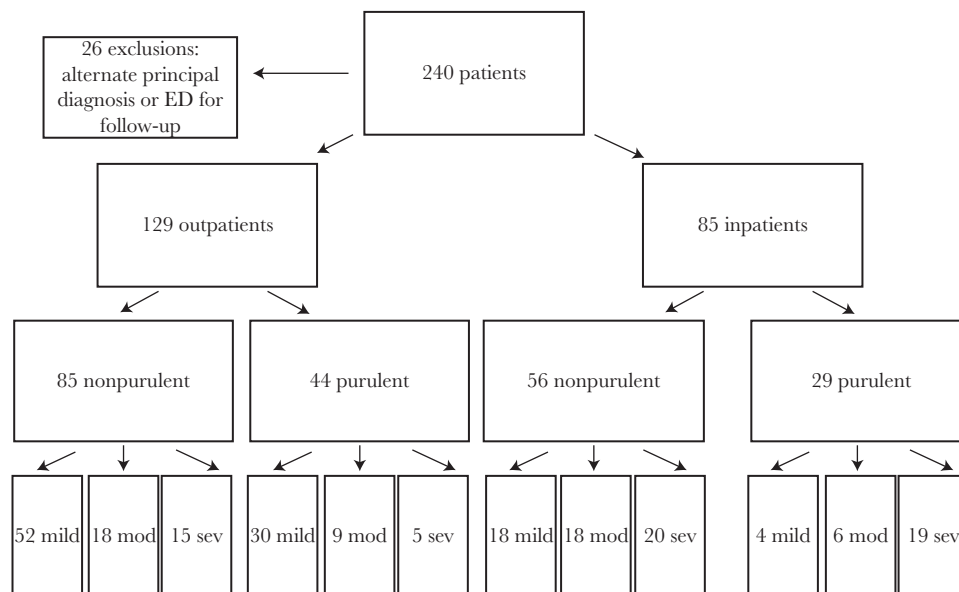 26 exclusions:
alternate principal
diagnosis or ED for
follow-up
240 patients
129 outpatients
85 inpatients
85 nonpurulent
44 purulent
56 nonpurulent
29 purulent
52 mild
18 mod
15 sev
30 mild
9 mod
5 sev
18 mild
18 mod
20 sev
4 mild
6 mod
19 sev